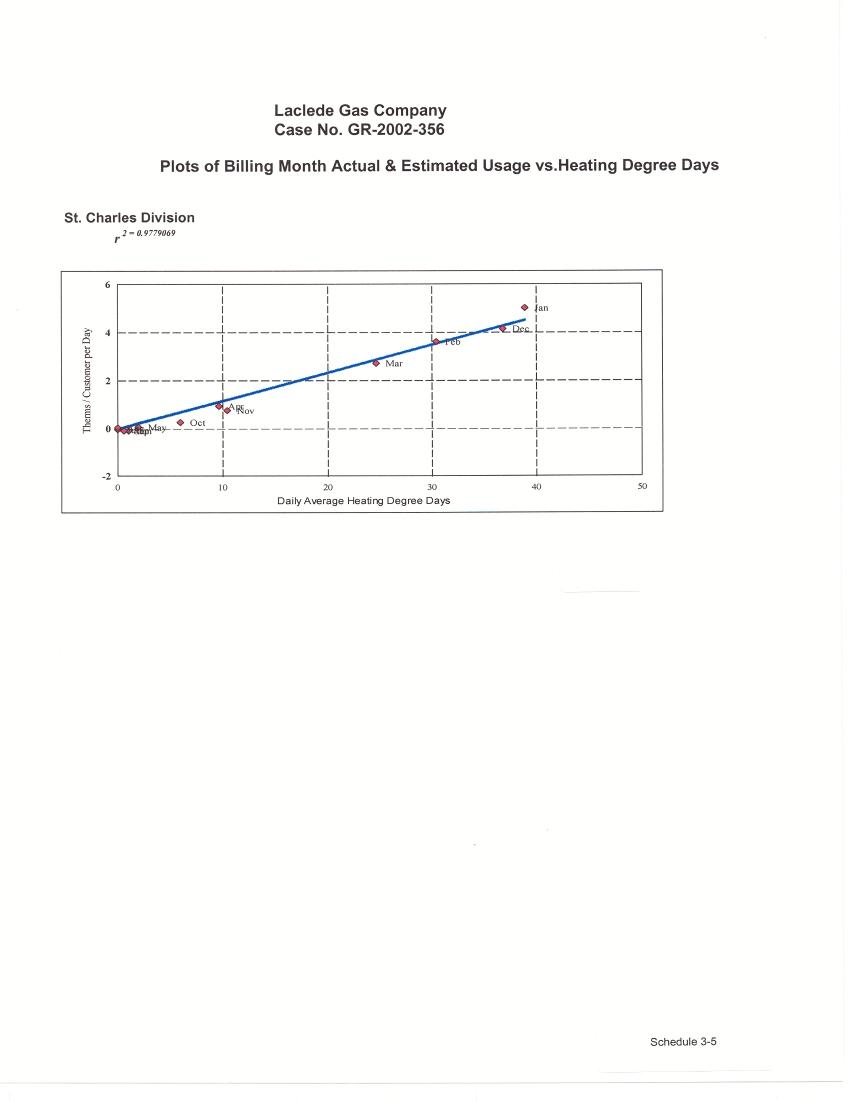 Laclede Gas Company
Case No. GR-2002-356
Plots of Billing Month Actual & Estimated Usage vs.Heating Degree Days
St. Charles Division
r 2 = 0.9779069
6
4
2
0
-2
Therms / Customer per Day
Jan
Dec
Feb
Mar
Apr
Nov
Oct
May
0 10 20 30 40 50
Daily Average Heating Degree Days
Schedule 3-5